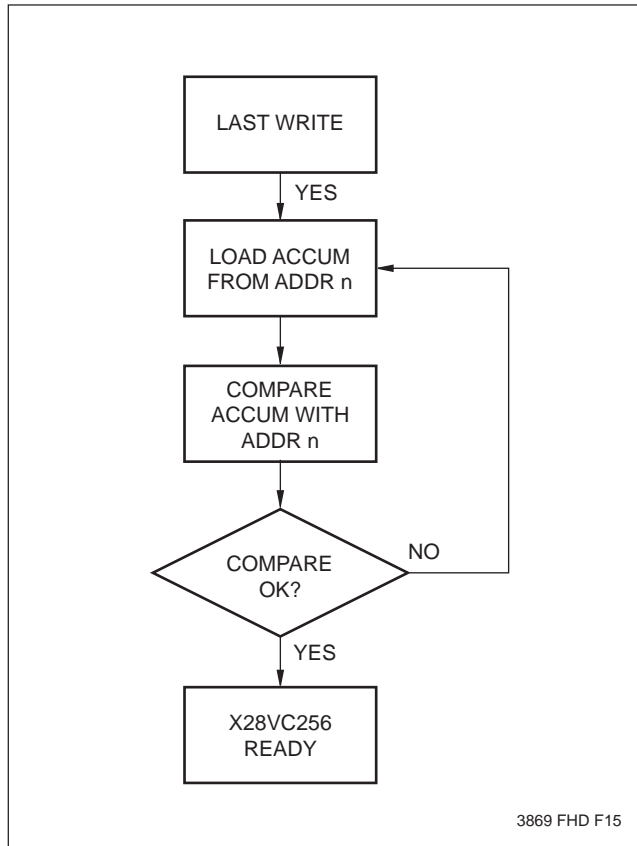 LAST WRITE
YES
LOAD ACCUM
FROM ADDR n
COMPARE
ACCUM WITH
ADDR n
COMPARE
OK?
NO
YES
X28VC256
READY
3869 FHD F15